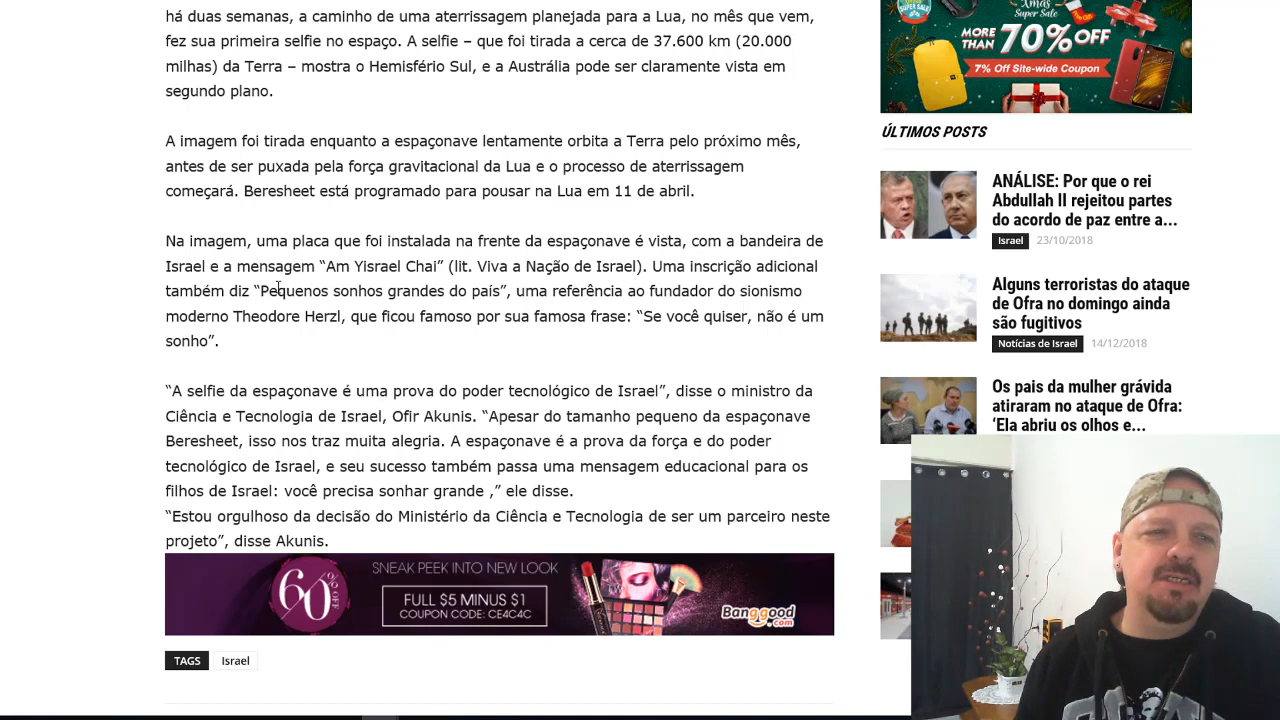 há duas semanas, a caminho de uma aterrissagem planejada para a Lua, no mês que vem,
fez sua primeira selfie no espaço. A selfie – que foi tirada a cerca de 37.600 km (20.000
milhas) da Terra – mostra o Hemisfério Sul, e a Austrália pode ser claramente vista em
segundo plano.
A imagem foi tirada enquanto a espaçonave lentamente orbita a Terra pelo próximo mês,
antes de ser puxada pela força gravitacional da Lua e o processo de aterrissagem
começará. Beresheet está programado para pousar na Lua em 11 de abril.
Na imagem, uma placa que foi instalada na frente da espaçonave é vista, com a bandeira de
Israel e a mensagem “Am Yisrael Chai” (lit. Viva a Nação de Israel). Uma inscrição adicional
também diz “Pequenos sonhos grandes do país”, uma referência ao fundador do sionismo
moderno Theodore Herzl, que ficou famoso por sua famosa frase: “Se você quiser, não é um
sonho”.
“A selfie da espaçonave é uma prova do poder tecnológico de Israel”, disse o ministro da
Ciência e Tecnologia de Israel, Ofir Akunis. “Apesar do tamanho pequeno da espaçonave
Beresheet, isso nos traz muita alegria. A espaçonave é a prova da força e do poder
tecnológico de Israel, e seu sucesso também passa uma mensagem educacional para os
filhos de Israel: você precisa sonhar grande ,” ele disse.
“Estou orgulhoso da decisão do Ministério da Ciência e Tecnologia de ser um parceiro neste
projeto”, disse Akunis.
60% OFF
SNEAK PEEK INTO NEW LOOK
FULL $5 MINUS $1
COUPON CODE: CE4C4C
Banggood
.com
TAGS
Israel
Xmas
Super Sale
MORE THAN 70% OFF
7% Off Site-wide Coupon
ÚLTIMOS POSTS
ANÁLISE: Por que o rei
Abdullah II rejeitou partes
do acordo de paz entre a...
Israel 23/10/2018
Alguns terroristas do ataque
de Ofra no domingo ainda
são fugitivos
Notícias de Israel 14/12/2018
Os pais da mulher grávida
atiraram no ataque de Ofra:
‘Ela abriu os olhos e...